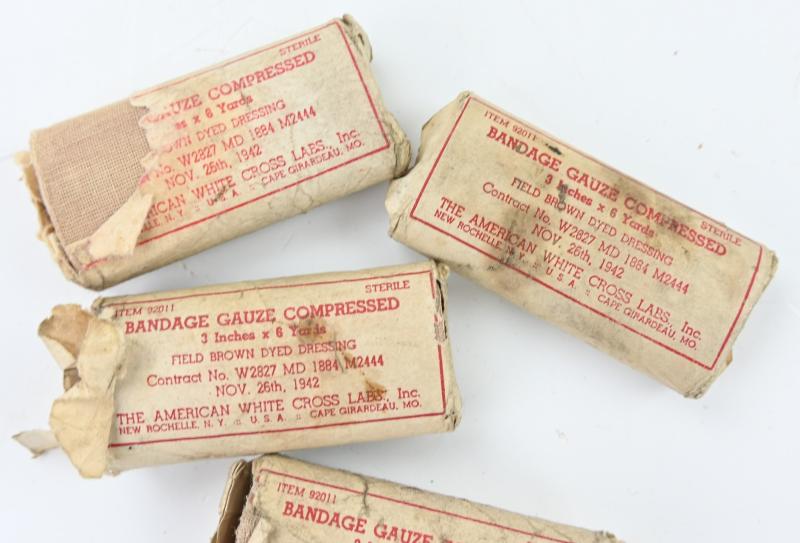 STERILE
GAUZE COMPRESSED
s x 6 Yards
BROWN DYED DRESSING
No. W2827 MD 1884 M2444
NOV. 26th, 1942
AMERICAN WHITE CROSS LABS., Inc.
ELLE, N.Y. :: U.S.A. :: CAPE GIRARDEAU, MO.
ITEM 92011
STERILE
BANDAGE GAUZE COMPRESSED
3 Inches x 6 Yards
FIELD BROWN DYED DRESSING
Contract No. W2827 MD 1884 M2444
NOV. 26th, 1942
THE AMERICAN WHITE CROSS LABS., Inc.
NEW ROCHELLE, N.Y. :: U.S.A. :: CAPE GIRARDEAU, MO.
ITEM 92011
STERILE
BANDAGE GAUZE COMPRESSED
3 Inches x 6 Yards
FIELD BROWN DYED DRESSING
Contract No. W2827 MD 1884 M2444
NOV. 26th, 1942
THE AMERICAN WHITE CROSS LABS., Inc.
NEW ROCHELLE, N.Y. :: U.S.A. :: CAPE GIRARDEAU, MO.
ITEM 92011
BANDAGE GAUZE